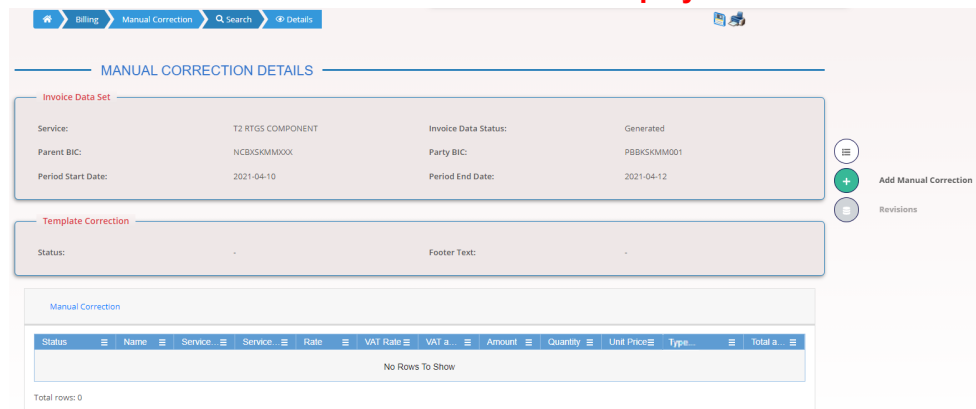 Billing Manual Correction Search Details
MANUAL CORRECTION DETAILS
Invoice Data Set
Service: T2 RTGS COMPONENT Invoice Data Status: Generated
Parent BIC: NCBXSKMMXXX Party BIC: PBBKSKMM001
Period Start Date: 2021-04-10 Period End Date: 2021-04-12
Add Manual Correction
Revisions
Template Correction
Status: - Footer Text: -
Manual Correction
Status Name Service... Service... Rate VAT Rate VAT a... Amount Quantity Unit Price Type... Total a...
No Rows To Show
Total rows: 0